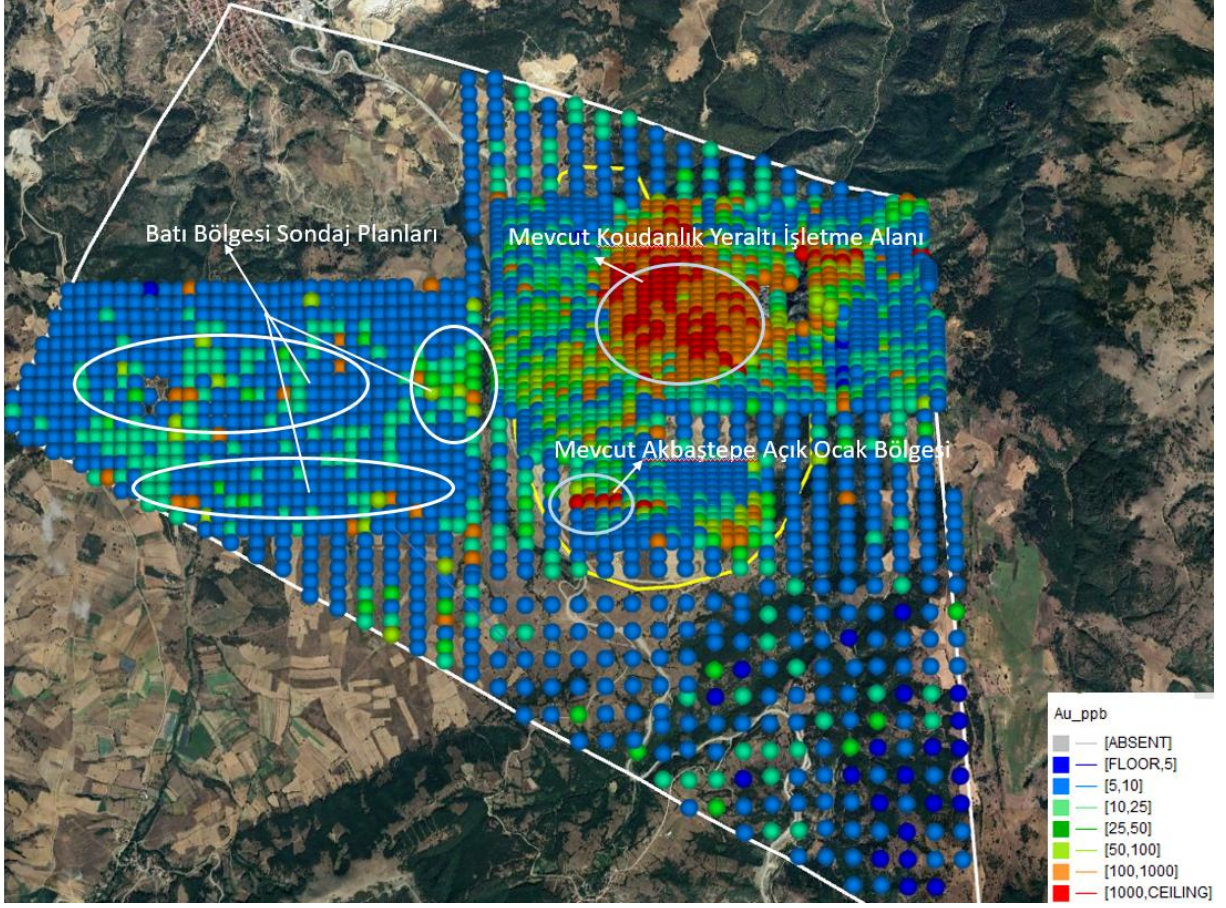 Batı Bölgesi Sondaj Planları
Mevcut Koudanlık Yeraltı İşletme Alanı
Mevcut Akbaştepe Açık Ocak Bölgesi
Au_ppb
[ABSENT]
[FLOOR,5]
[5,10]
[10,25]
[25,50]
[50,100]
[100,1000]
[1000,CEILING]